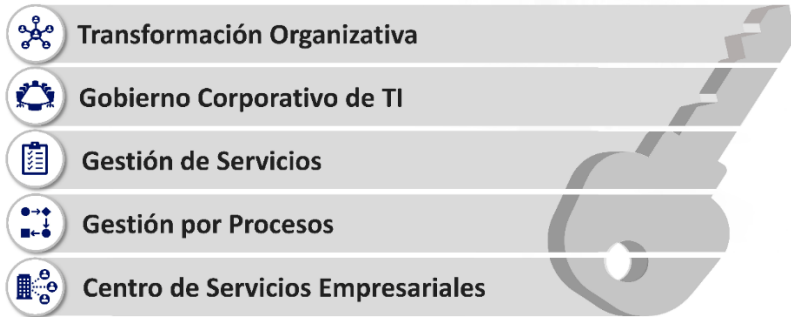 Transformación Organizativa
Gobierno Corporativo de TI
Gestión de Servicios
Gestión por Procesos
Centro de Servicios Empresariales